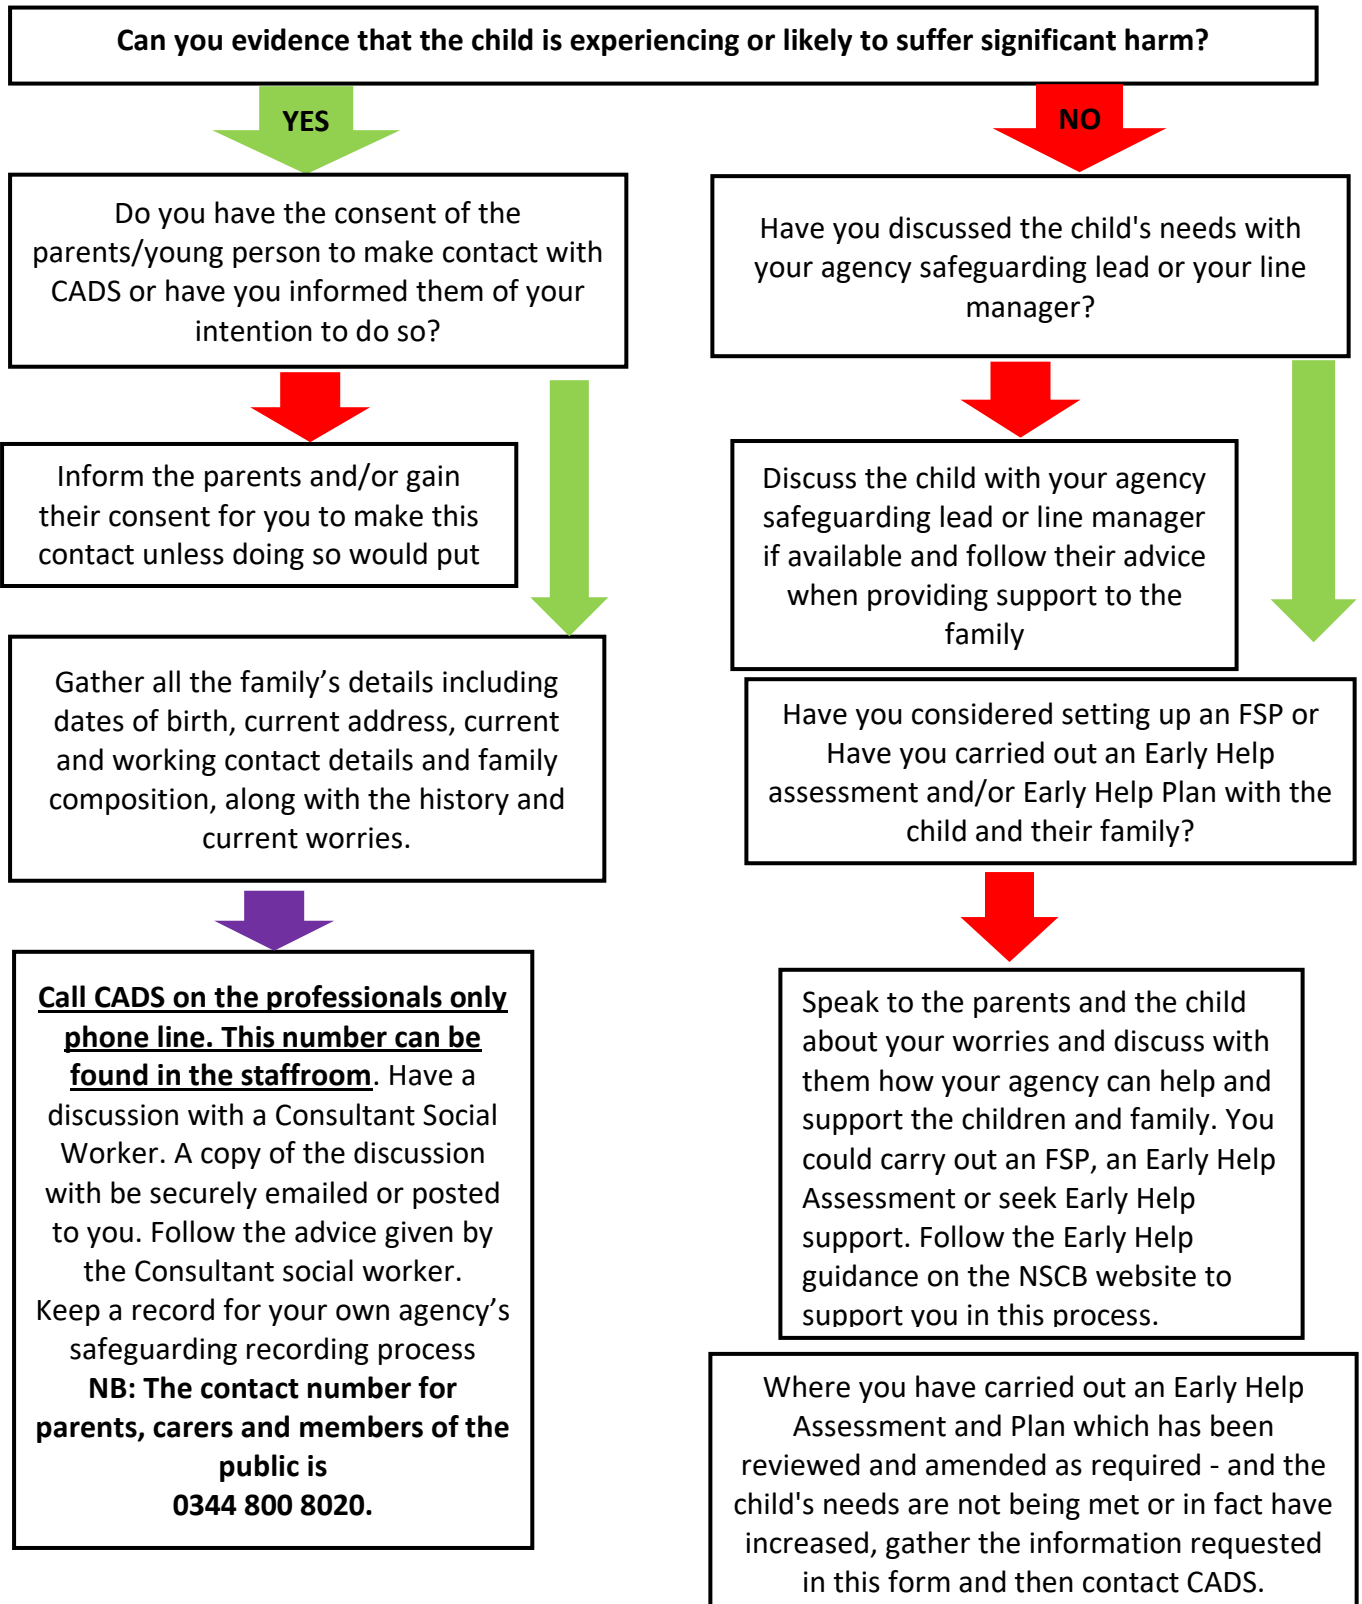 Can you evidence that the child is experiencing or likely to suffer significant harm?
YES
NO
Do you have the consent of the
parents/young person to make contact with
CADS or have you informed them of your
intention to do so?
Have you discussed the child's needs with
your agency safeguarding lead or your line
manager?
Inform the parents and/or gain
their consent for you to make this
contact unless doing so would put
Discuss the child with your agency
safeguarding lead or line manager
if available and follow their advice
when providing support to the
family
Gather all the family’s details including
dates of birth, current address, current
and working contact details and family
composition, along with the history and
current worries.
Have you considered setting up an FSP or
Have you carried out an Early Help
assessment and/or Early Help Plan with the
child and their family?
Call CADS on the professionals only
phone line. This number can be
found in the staffroom. Have a
discussion with a Consultant Social
Worker. A copy of the discussion
with be securely emailed or posted
to you. Follow the advice given by
the Consultant social worker.
Keep a record for your own agency’s
safeguarding recording process
NB: The contact number for
parents, carers and members of the
public is
0344 800 8020.
Speak to the parents and the child
about your worries and discuss with
them how your agency can help and
support the children and family. You
could carry out an FSP, an Early Help
Assessment or seek Early Help
support. Follow the Early Help
guidance on the NSCB website to
support you in this process.
Where you have carried out an Early Help
Assessment and Plan which has been
reviewed and amended as required - and the
child's needs are not being met or in fact have
increased, gather the information requested
in this form and then contact CADS.